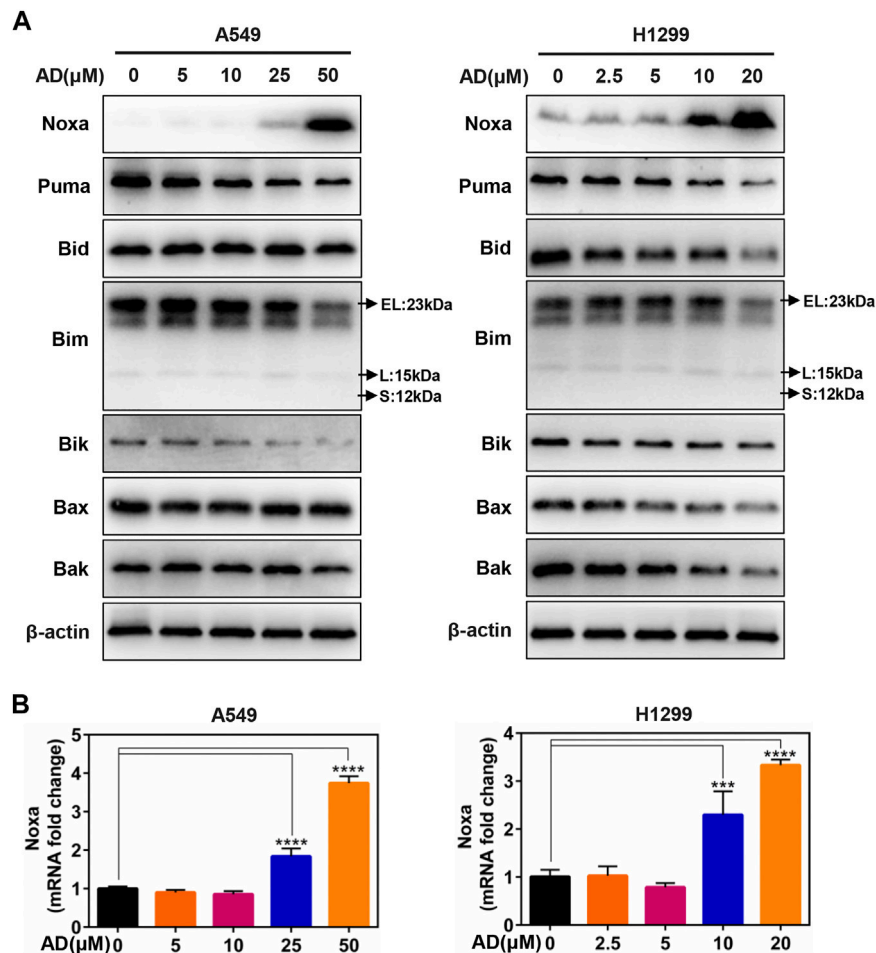 A
A549
AD(μM) 0 5 10 25 50
Noxa
Puma
Bid
Bim
EL:23kDa
L:15kDa
S:12kDa
Bik
Bax
Bak
β-actin
H1299
AD(μM) 0 2.5 5 10 20
Noxa
Puma
Bid
Bim
EL:23kDa
L:15kDa
S:12kDa
Bik
Bax
Bak
β-actin
B
A549
Noxa
(mRNA fold change)
5
4
3
2
1
0
****
****
AD(μM) 0 5 10 25 50
H1299
Noxa
(mRNA fold change)
4
3
2
1
0
***
****
AD(μM) 0 2.5 5 10 20